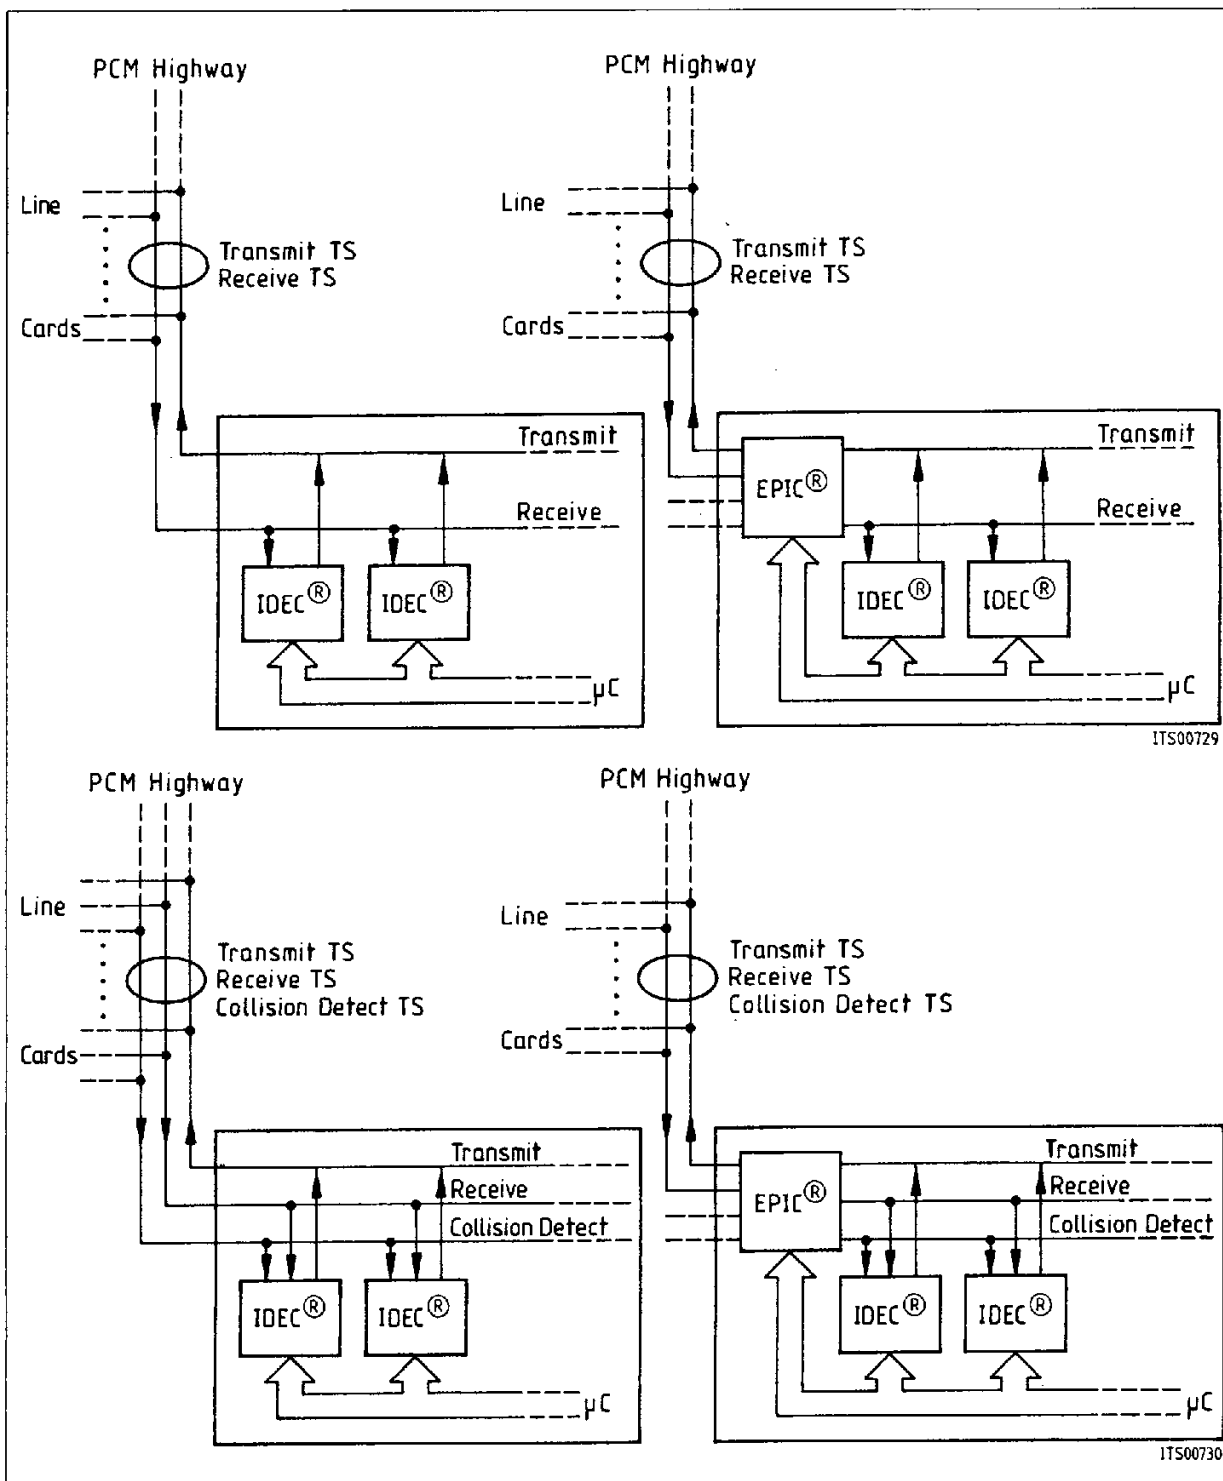 PCM Highway
Line
Transmit TS
Receive TS
Cards
Transmit
Receive
IDEC®
IDEC®
µC
PCM Highway
Line
Transmit TS
Receive TS
Cards
EPIC®
Transmit
Receive
IDEC®
IDEC®
µC
ITS00729
PCM Highway
Line
Transmit TS
Receive TS
Collision Detect TS
Cards
Transmit
Receive
Collision Detect
IDEC®
IDEC®
µC
PCM Highway
Line
Transmit TS
Receive TS
Collision Detect TS
Cards
EPIC®
Transmit
Receive
Collision Detect
IDEC®
IDEC®
µC
ITS00730